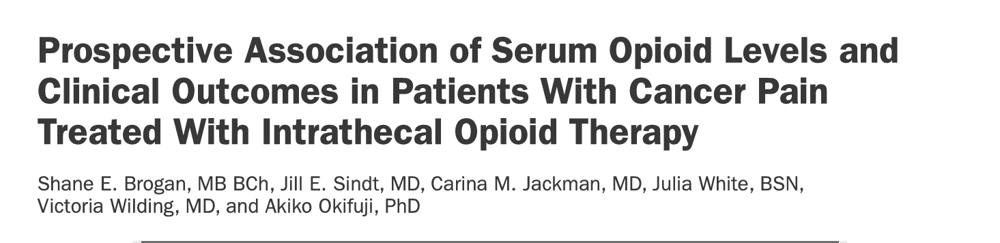 Prospective Association of Serum Opioid Levels and
Clinical Outcomes in Patients With Cancer Pain
Treated With Intrathecal Opioid Therapy
Shane E. Brogan, MB BCh, Jill E. Sindt, MD, Carina M. Jackman, MD, Julia White, BSN,
Victoria Wilding, MD, and Akiko Okifuji, PhD